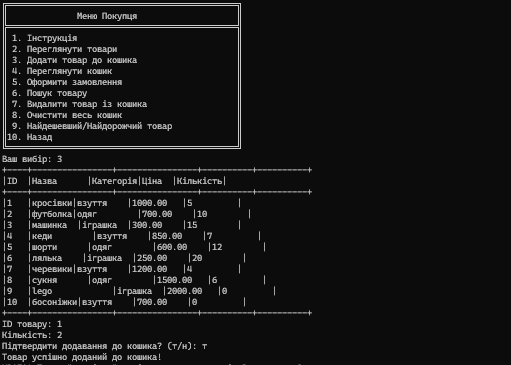 Меню Покупця
1. Інструкція
2. Переглянути товари
3. Додати товар до кошика
4. Переглянути кошик
5. Оформити замовлення
6. Пошук товару
7. Видалити товар із кошика
8. Очистити весь кошик
9. Найдешевший/Найдорожчий товар
10. Назад
Ваш вибір: 3
|ID |Назва |Категорія|Ціна |Кількість|
|1 |кросівки|взуття |1000.00 |5 |
|2 |футболка|одяг |700.00 |10 |
|3 |машинка |іграшка |300.00 |15 |
|4 |кеди |взуття |850.00 |7 |
|5 |шорти |одяг |600.00 |12 |
|6 |лялька |іграшка |250.00 |20 |
|7 |черевики|взуття |1200.00 |4 |
|8 |сукня |одяг |1500.00 |6 |
|9 |lego |іграшка |2000.00 |0 |
|10 |босоніжки|взуття |700.00 |0 |
ID товару: 1
Кількість: 2
Підтвердити додавання до кошика? (т/н): т
Товар успішно доданий до кошика!